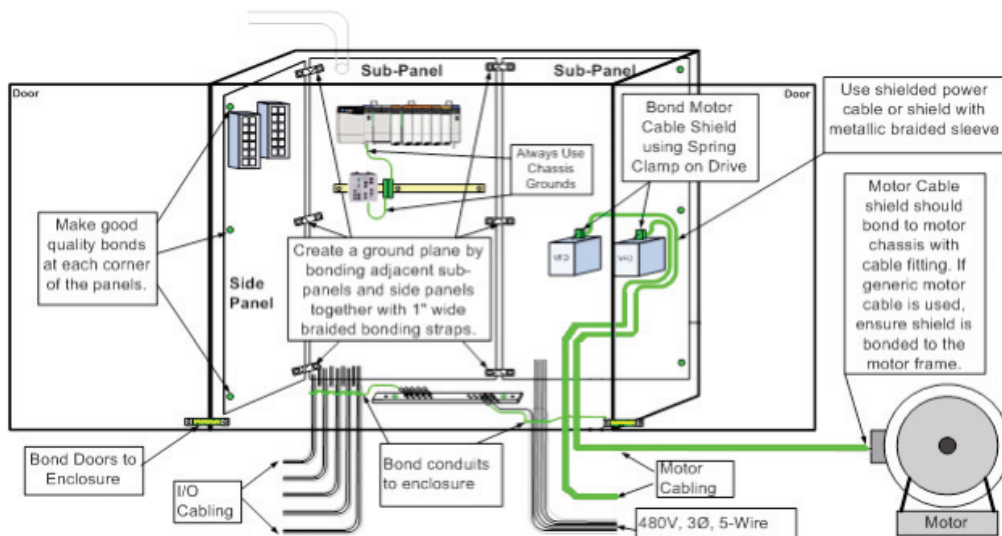 Door
Sub-Panel
Sub-Panel
Door
Use shielded power
cable or shield with
metallic braided sleeve
Bond Motor
Cable Shield
using Spring
Clamp on Drive
Always Use
Chassis
Grounds
Motor Cable
shield should
bond to motor
chassis with
cable fitting. If
generic motor
cable is used,
ensure shield is
bonded to the
motor frame.
Make good
quality bonds
at each corner
of the panels.
Side
Panel
Create a ground plane by
bonding adjacent sub-
panels and side panels
together with 1" wide
braided bonding straps.
VFD
VFD
Bond Doors to
Enclosure
I/O
Cabling
Bond conduits
to enclosure
Motor
Cabling
480V, 3Ø, 5-Wire
Motor